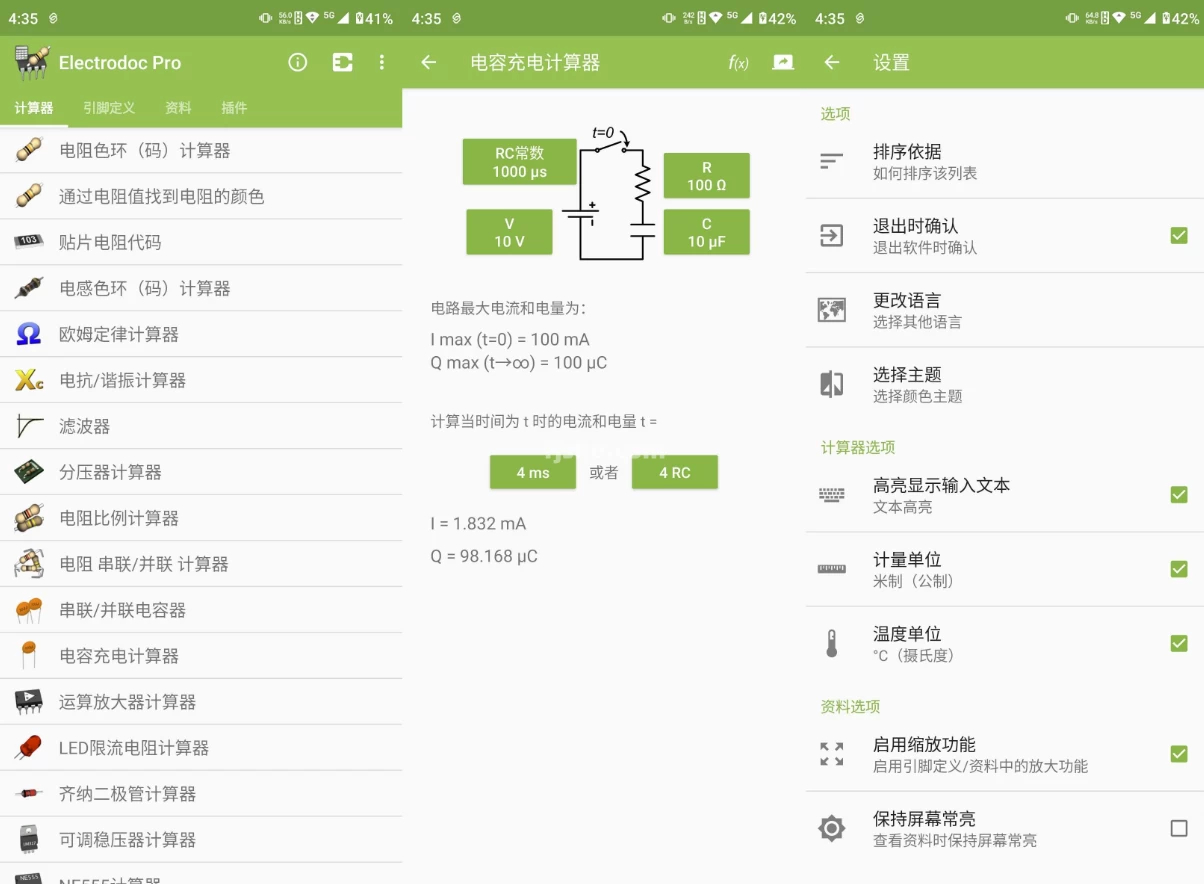 4:35
56.0
KB/s
5G
41%
Electrodoc Pro
计算器
引脚定义
资料
插件
电阻色环（码）计算器
通过电阻值找到电阻的颜色
103
贴片电阻代码
电感色环（码）计算器
Ω
欧姆定律计算器
Xc
电抗/谐振计算器
滤波器
分压器计算器
电阻比例计算器
电阻 串联/并联 计算器
串联/并联电容器
电容充电计算器
运算放大器计算器
LED限流电阻计算器
齐纳二极管计算器
可调稳压器计算器
NE555
NE555计算器
4:35
242
B/s
5G
42%
电容充电计算器
f(x)
t=0
RC常数
1000 µs
R
100 Ω
V
10 V
+
C
10 µF
电路最大电流和电量为：
I max (t=0) = 100 mA
Q max (t→∞) = 100 µC
计算当时间为 t 时的电流和电量 t =
4 ms
或者
4 RC
I = 1.832 mA
Q = 98.168 µC
4:35
64.8
KB/s
5G
42%
设置
选项
排序依据
如何排序该列表
退出时确认
退出软件时确认
更改语言
选择其他语言
选择主题
选择颜色主题
计算器选项
高亮显示输入文本
文本高亮
计量单位
米制（公制）
温度单位
°C（摄氏度）
资料选项
启用缩放功能
启用引脚定义/资料中的放大功能
保持屏幕常亮
查看资料时保持屏幕常亮